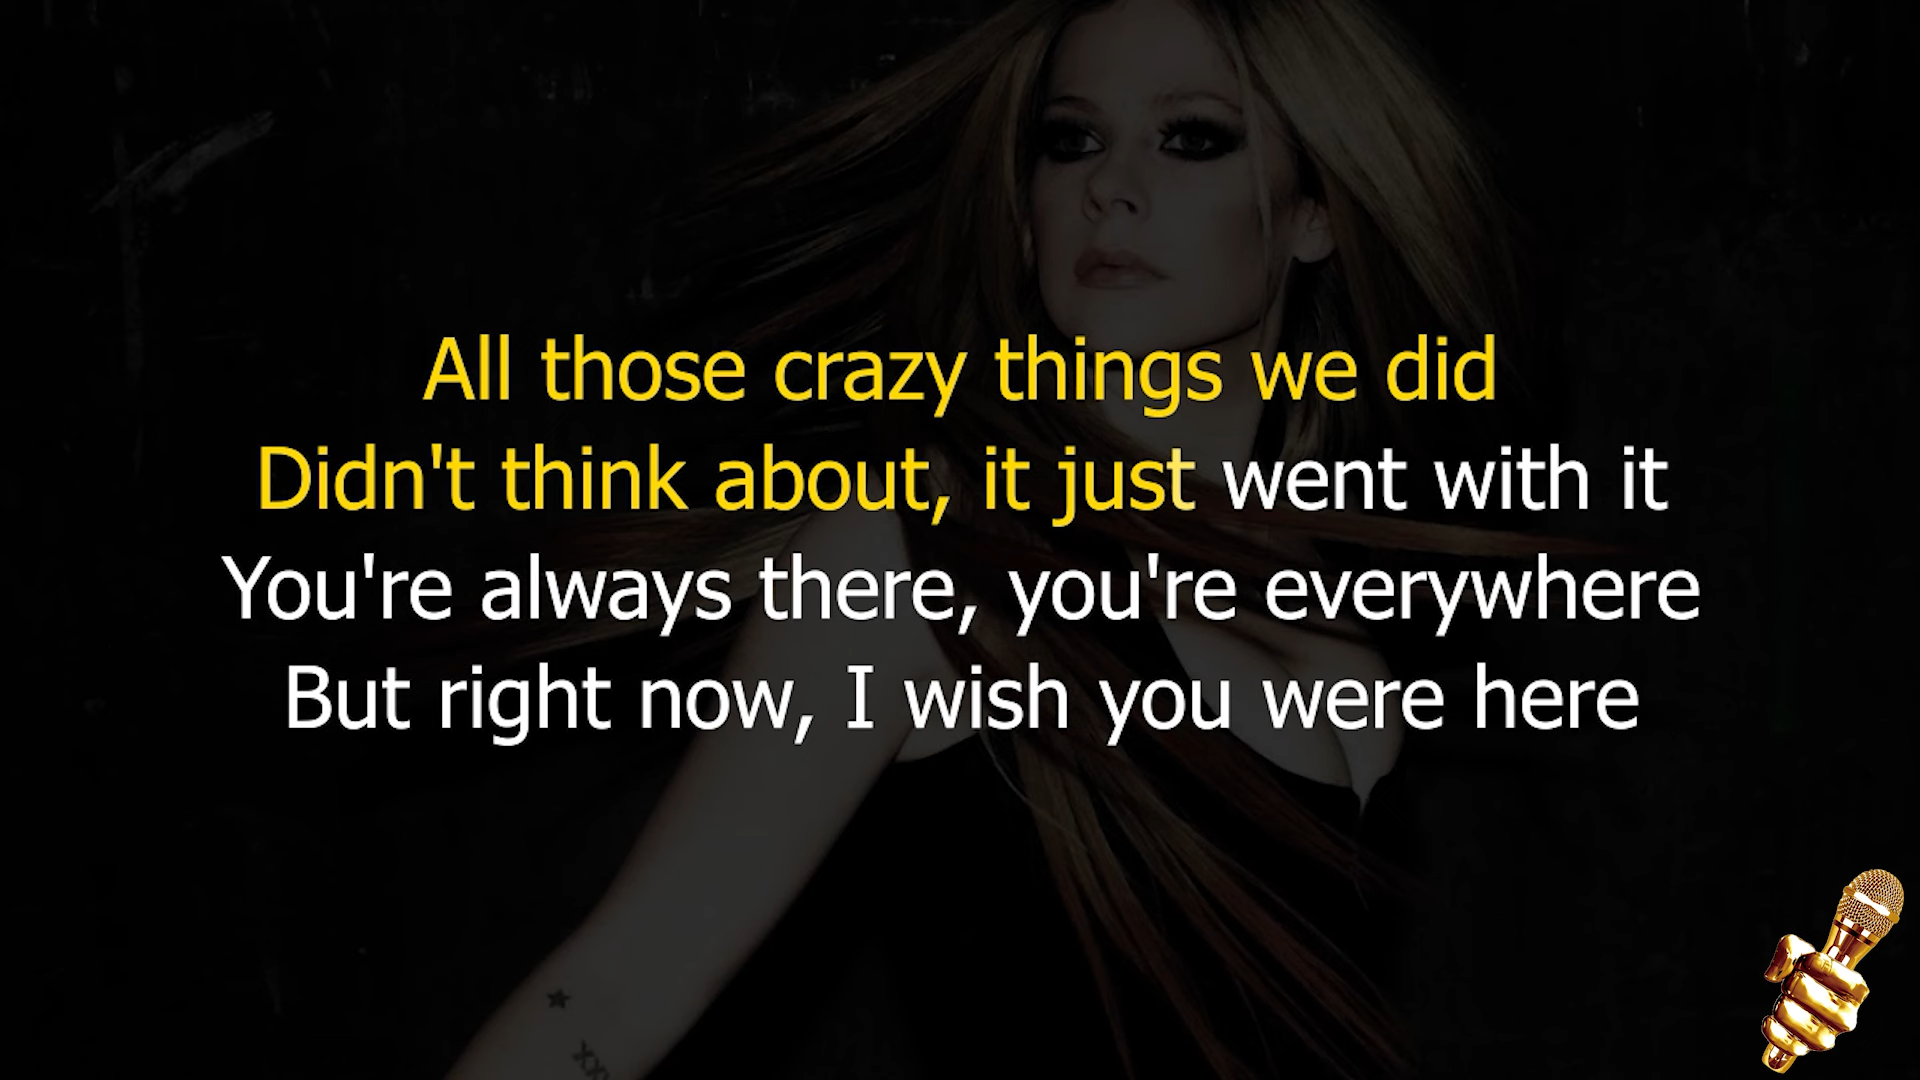 All those crazy things we did
Didn't think about, it just went with it
You're always there, you're everywhere
But right now, I wish you were here